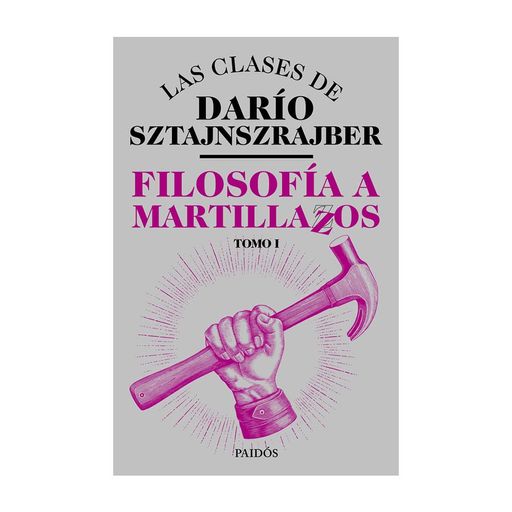 LAS CLASES DE
DARÍO
SZTAJNSZRAJBER
FILOSOFÍA A
MARTILLAZOS
TOMO I
PAIDÓS